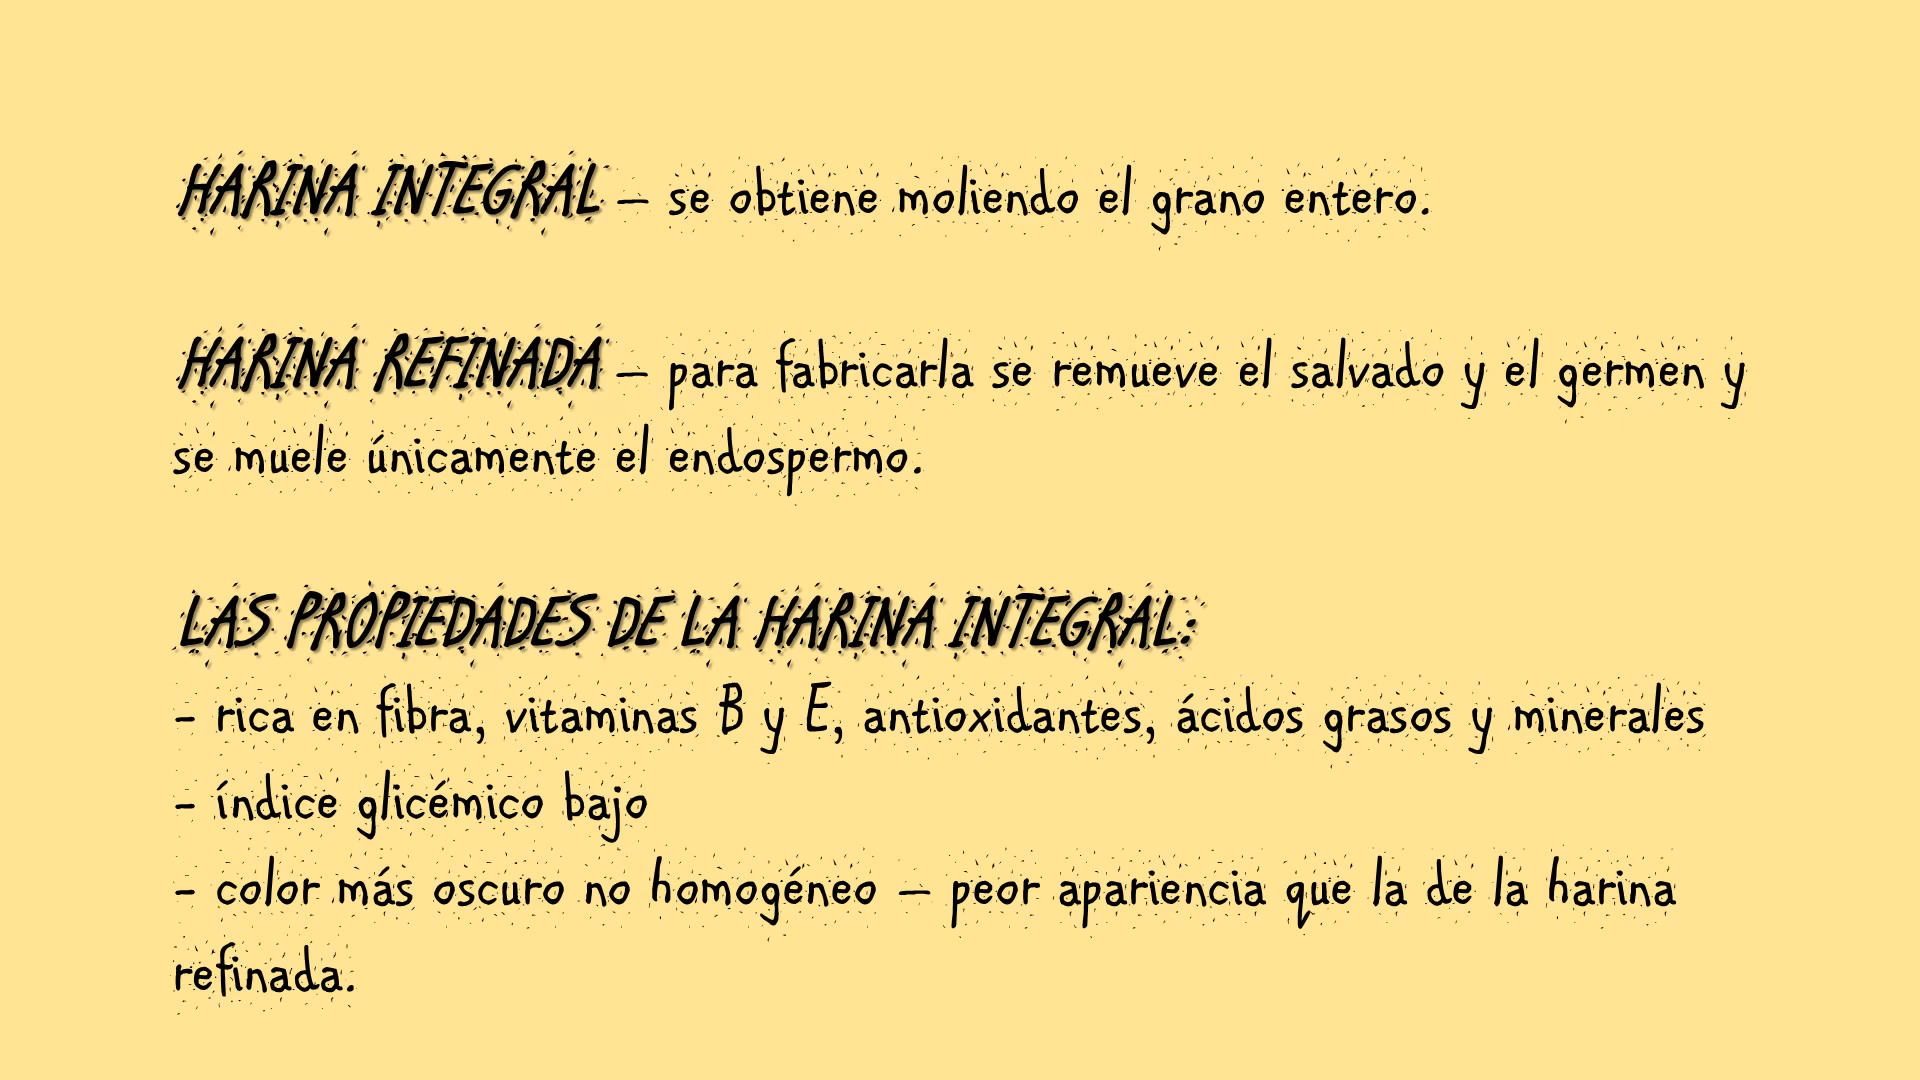 HARINA INTEGRAL – se obtiene moliendo el grano entero.
HARINA REFINADA – para fabricarla se remueve el salvado y el germen y
se muele únicamente el endospermo.
LAS PROPIEDADES DE LA HARINA INTEGRAL:
- rica en fibra, vitaminas B y E, antioxidantes, ácidos grasos y minerales
- índice glicémico bajo
- color más oscuro no homogéneo – peor apariencia que la de la harina
refinada.